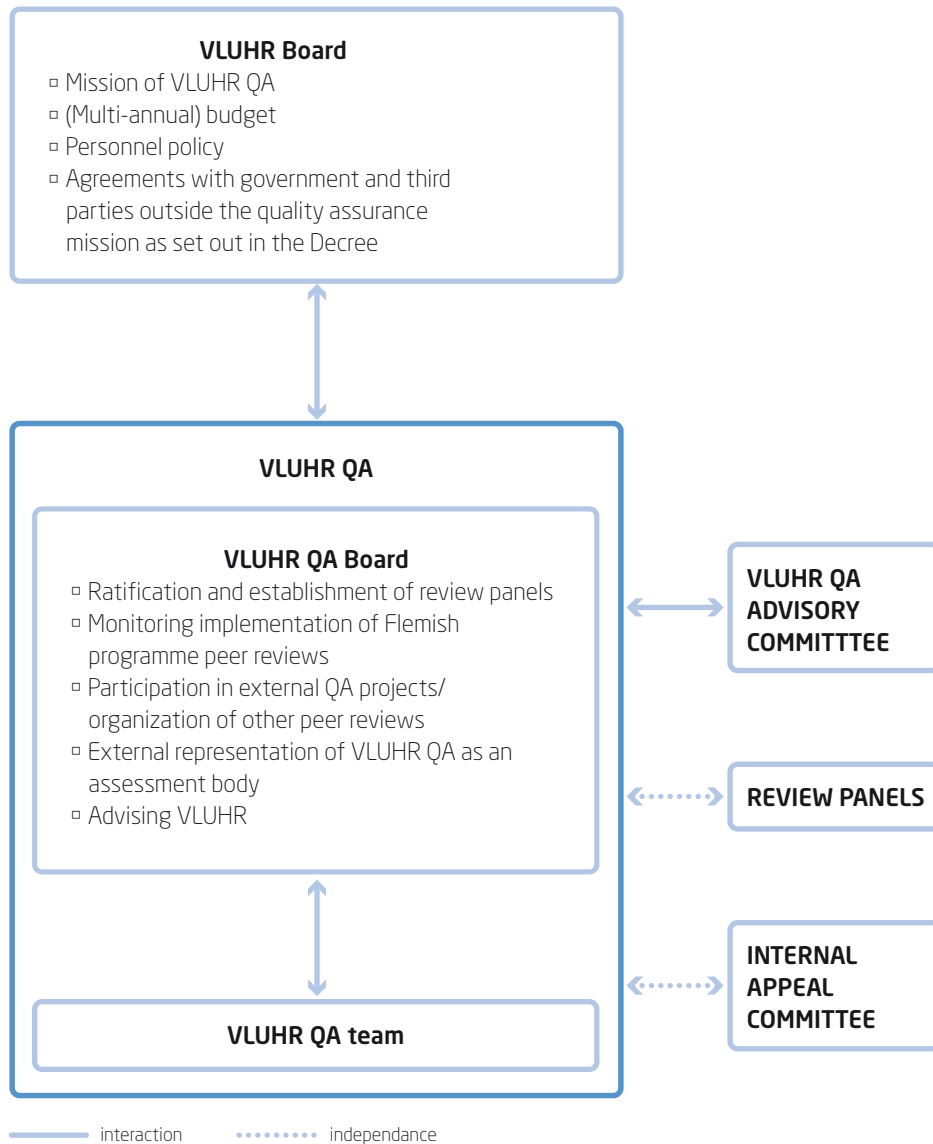 VLUHR Board
▫ Mission of VLUHR QA
▫ (Multi-annual) budget
▫ Personnel policy
▫ Agreements with government and third
parties outside the quality assurance
mission as set out in the Decree
VLUHR QA
VLUHR QA Board
▫ Ratification and establishment of review panels
▫ Monitoring implementation of Flemish
programme peer reviews
▫ Participation in external QA projects/
organization of other peer reviews
▫ External representation of VLUHR QA as an
assessment body
▫ Advising VLUHR
VLUHR QA team
VLUHR QA
ADVISORY
COMMITTTEE
REVIEW PANELS
INTERNAL
APPEAL
COMMITTEE
interaction
independance